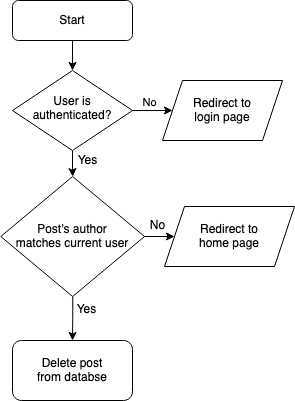 Start
User is
authenticated?
No
Redirect to
login page
Yes
Post's author
matches current user
No
Redirect to
home page
Yes
Delete post
from databse